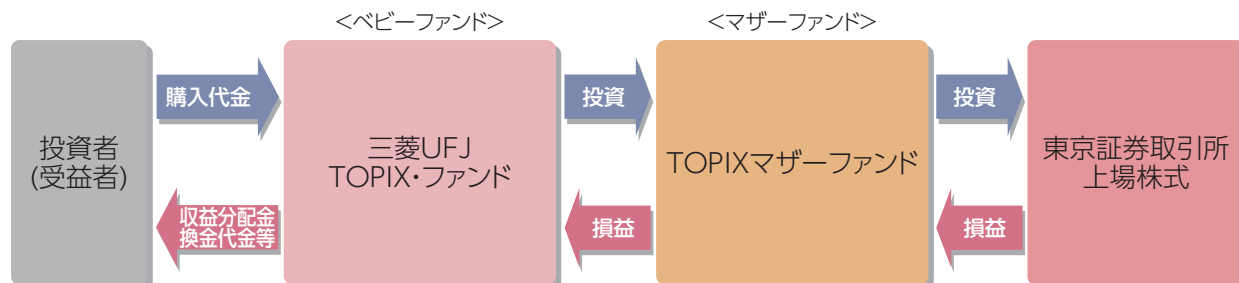 <ベビーファンド>
<マザーファンド>
購入代金
投資
投資
投資者
(受益者)
三菱UFJ
TOPIX・ファンド
TOPIXマザーファンド
東京証券取引所
上場株式
収益分配金
換金代金等
損益
損益